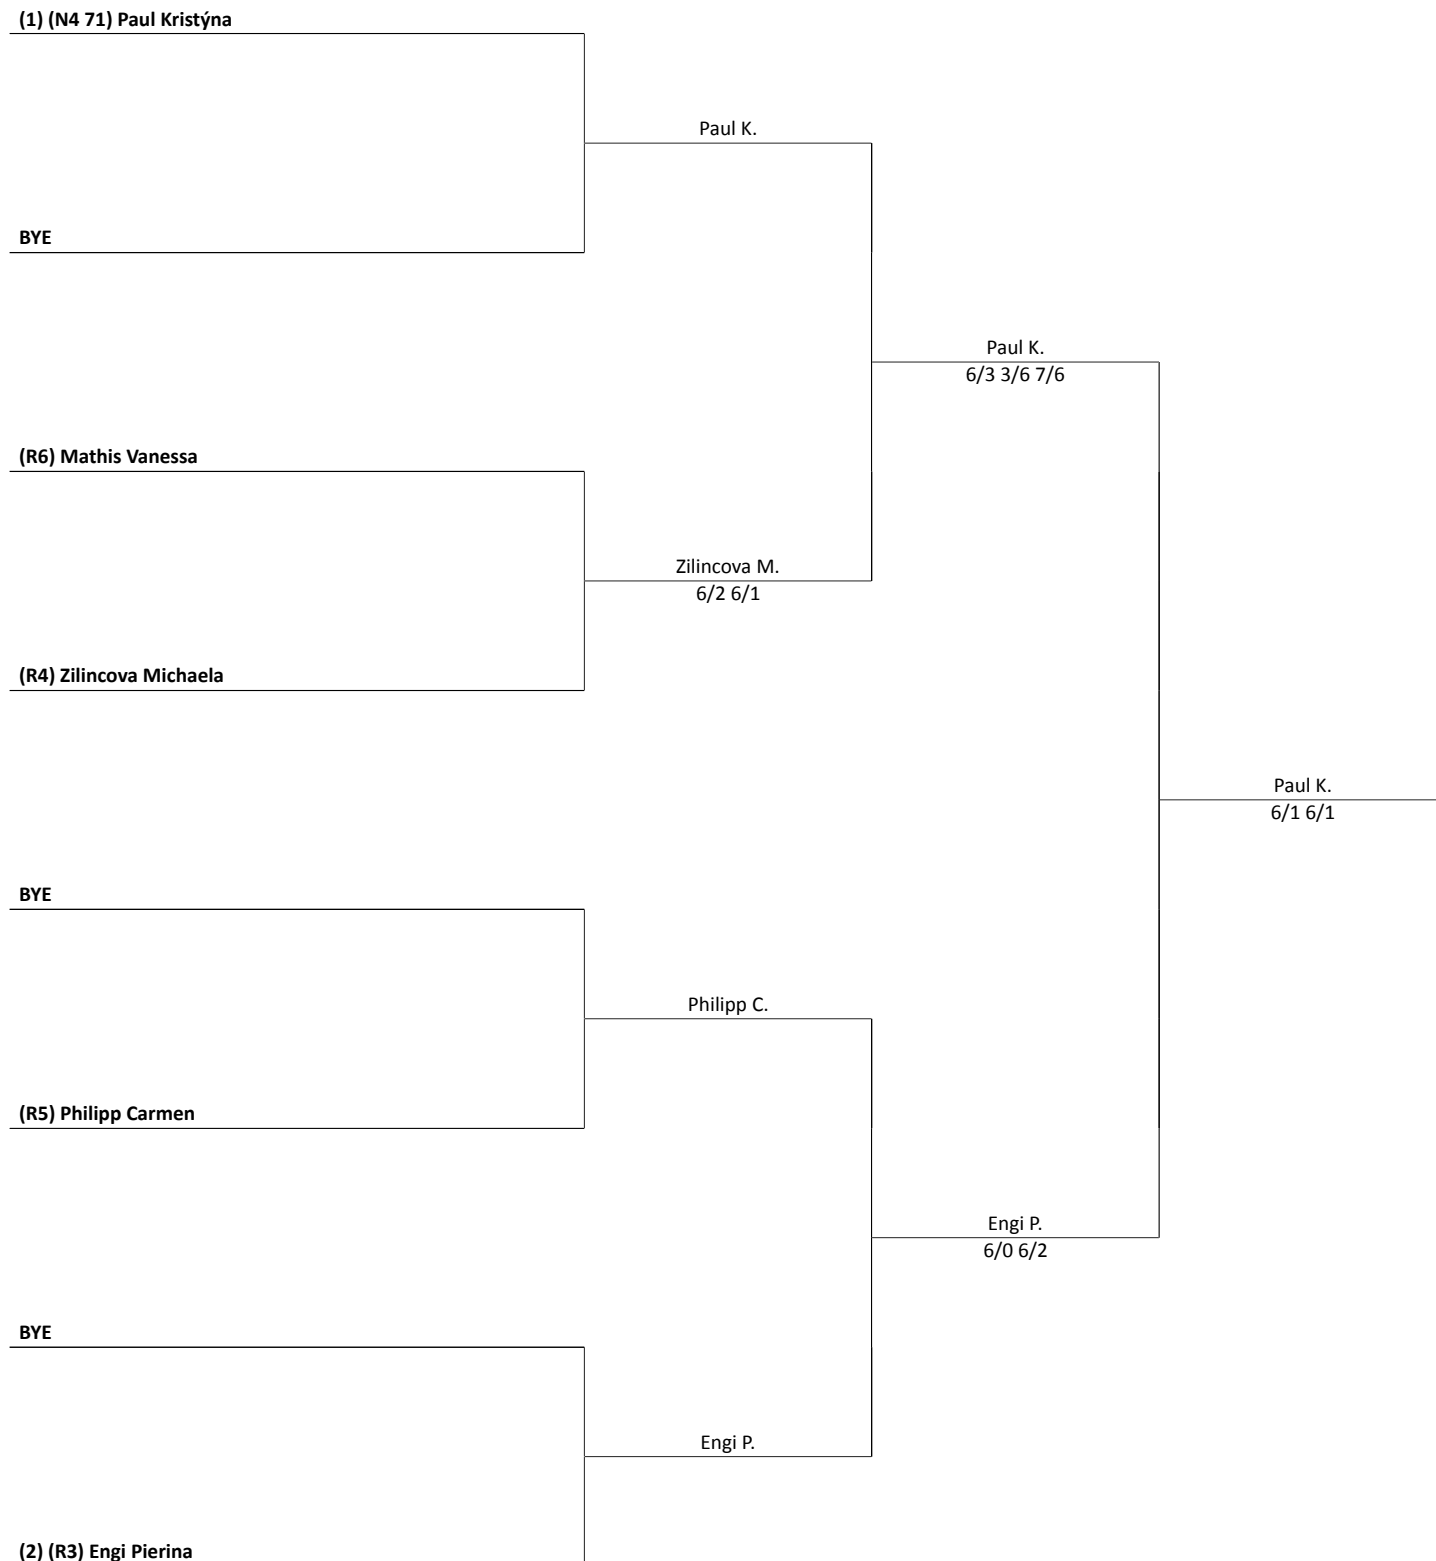 (1) (N4 71) Paul Kristýna
Paul K.
BYE
Paul K.
6/3 3/6 7/6
(R6) Mathis Vanessa
Zilincova M.
6/2 6/1
(R4) Zilincova Michaela
Paul K.
6/1 6/1
BYE
Philipp C.
(R5) Philipp Carmen
Engi P.
6/0 6/2
BYE
Engi P.
(2) (R3) Engi Pierina